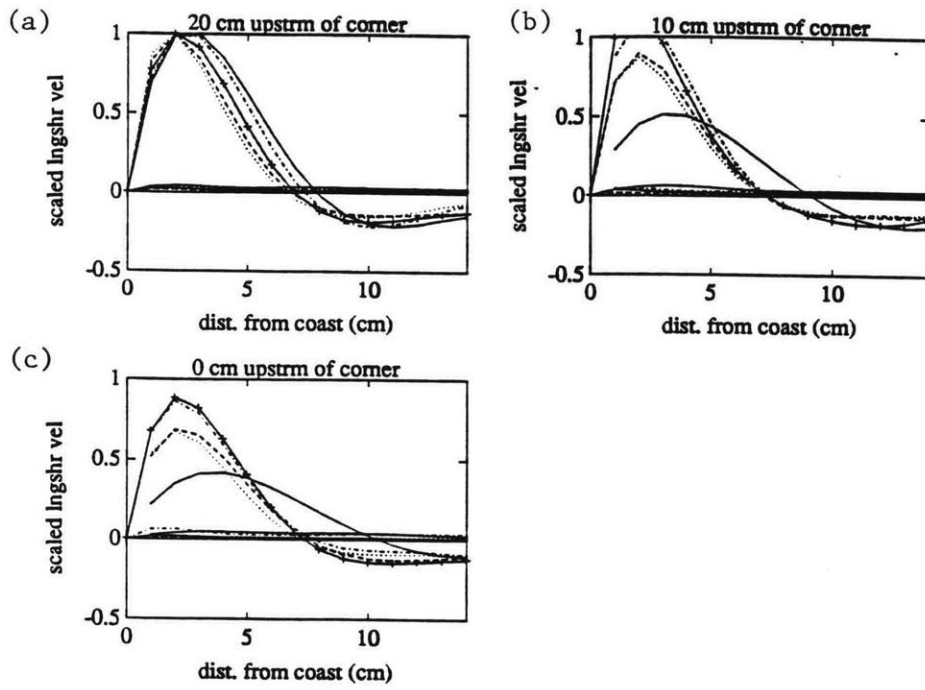 (a)
20 cm upstrm of corner
scaled lngshr vel
1
0.5
0
-0.5
0
5
10
dist. from coast (cm)
(b)
10 cm upstrm of corner
scaled lngshr vel
1
0.5
0
-0.5
0
5
10
dist. from coast (cm)
(c)
0 cm upstrm of corner
scaled lngshr vel
1
0.5
0
-0.5
0
5
10
dist. from coast (cm)